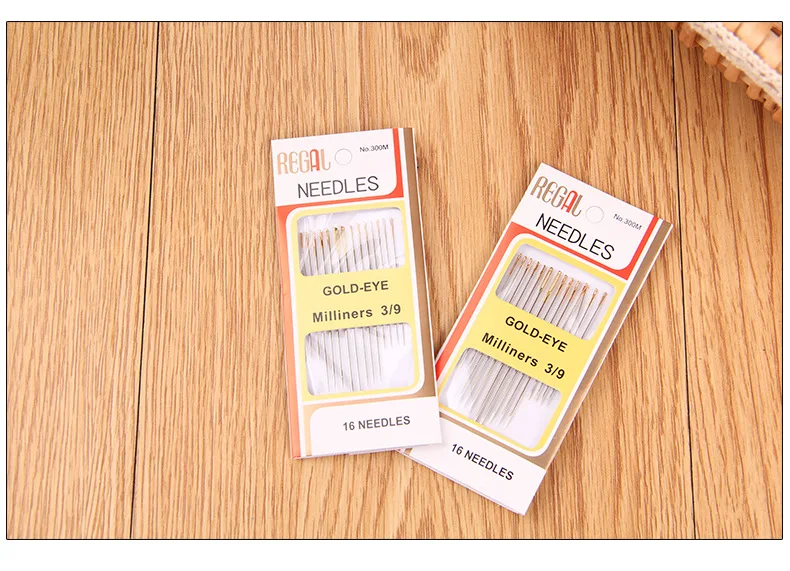 REGAL
No.300M
NEEDLES
GOLD-EYE
Milliners 3/9
16 NEEDLES
REGAL
No.300M
NEEDLES
GOLD-EYE
Milliners 3/9
16 NEEDLES